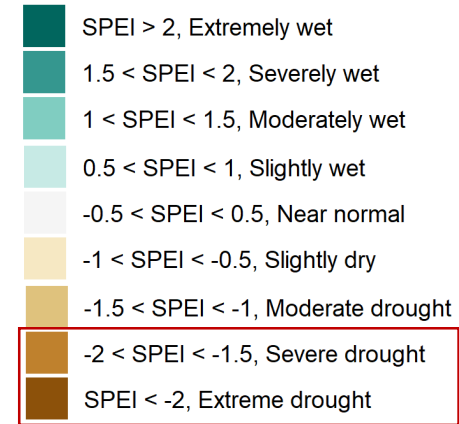 SPEI > 2, Extremely wet
1.5 < SPEI < 2, Severely wet
1 < SPEI < 1.5, Moderately wet
0.5 < SPEI < 1, Slightly wet
-0.5 < SPEI < 0.5, Near normal
-1 < SPEI < -0.5, Slightly dry
-1.5 < SPEI < -1, Moderate drought
-2 < SPEI < -1.5, Severe drought
SPEI < -2, Extreme drought